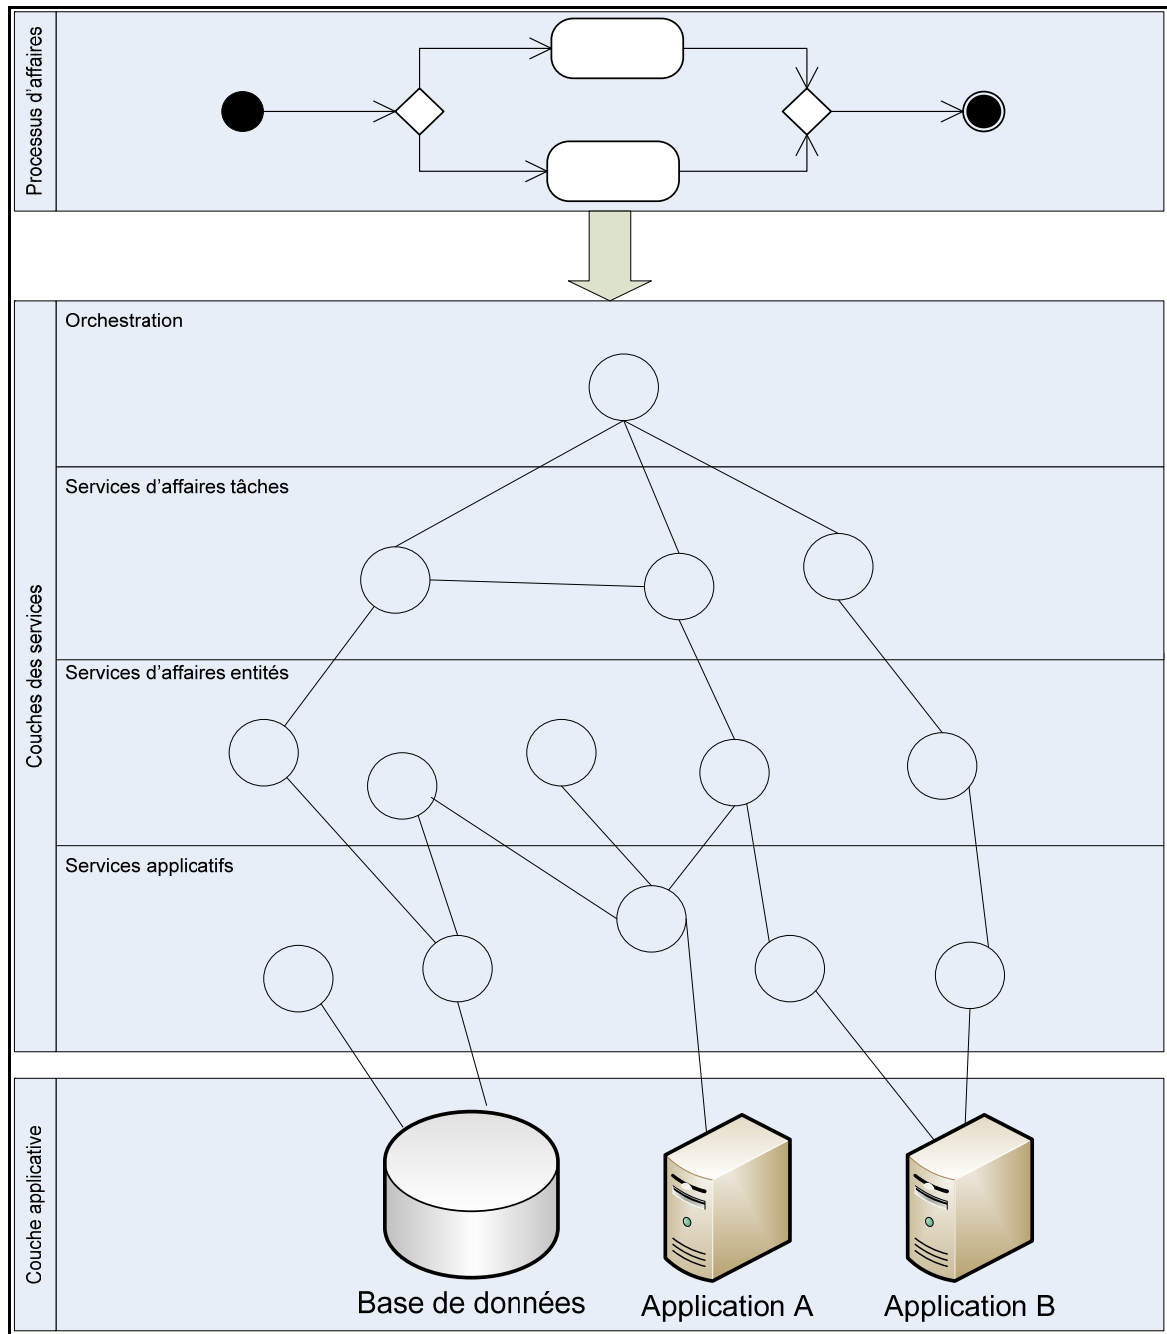 Processus d'affaires
Couches des services
Orchestration
Services d'affaires tâches
Services d'affaires entités
Services applicatifs
Couche applicative
Base de données
Application A
Application B